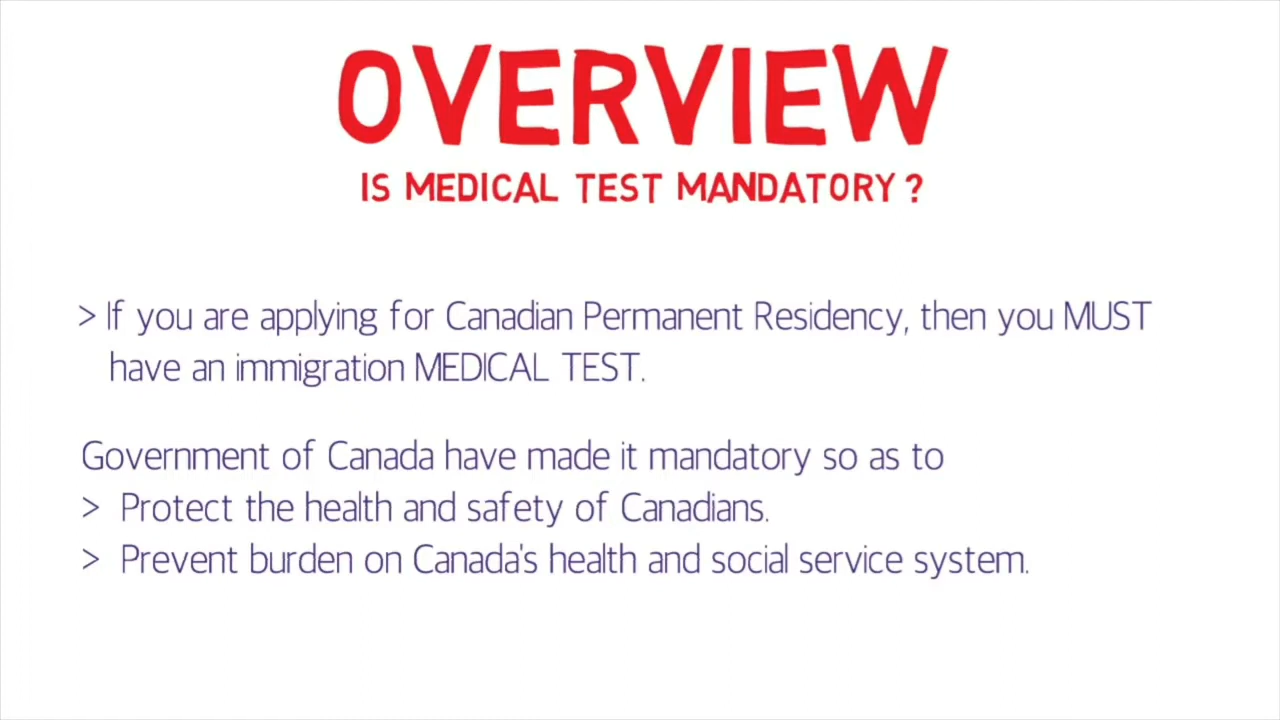 OVERVIEW
IS MEDICAL TEST MANDATORY ?
> If you are applying for Canadian Permanent Residency, then you MUST
have an immigration MEDICAL TEST.
Government of Canada have made it mandatory so as to
> Protect the health and safety of Canadians.
> Prevent burden on Canada's health and social service system.